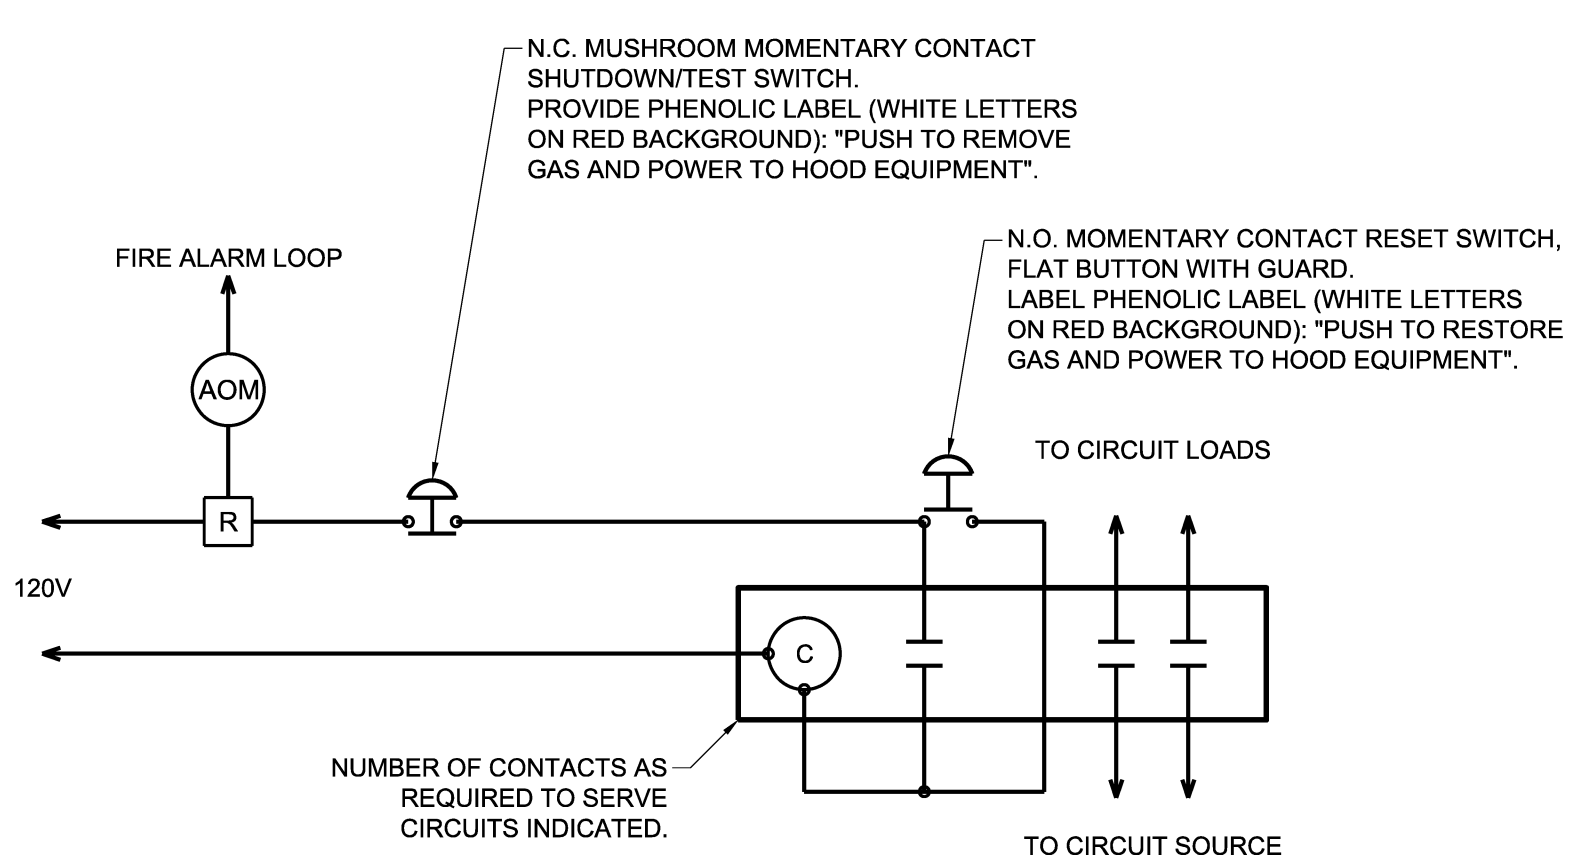 N.C. MUSHROOM MOMENTARY CONTACT
SHUTDOWN/TEST SWITCH.
PROVIDE PHENOLIC LABEL (WHITE LETTERS
ON RED BACKGROUND): "PUSH TO REMOVE
GAS AND POWER TO HOOD EQUIPMENT".
N.O. MOMENTARY CONTACT RESET SWITCH,
FLAT BUTTON WITH GUARD.
LABEL PHENOLIC LABEL (WHITE LETTERS
ON RED BACKGROUND): "PUSH TO RESTORE
GAS AND POWER TO HOOD EQUIPMENT".
FIRE ALARM LOOP
AOM
TO CIRCUIT LOADS
R
120V
C
NUMBER OF CONTACTS AS
REQUIRED TO SERVE
CIRCUITS INDICATED.
TO CIRCUIT SOURCE